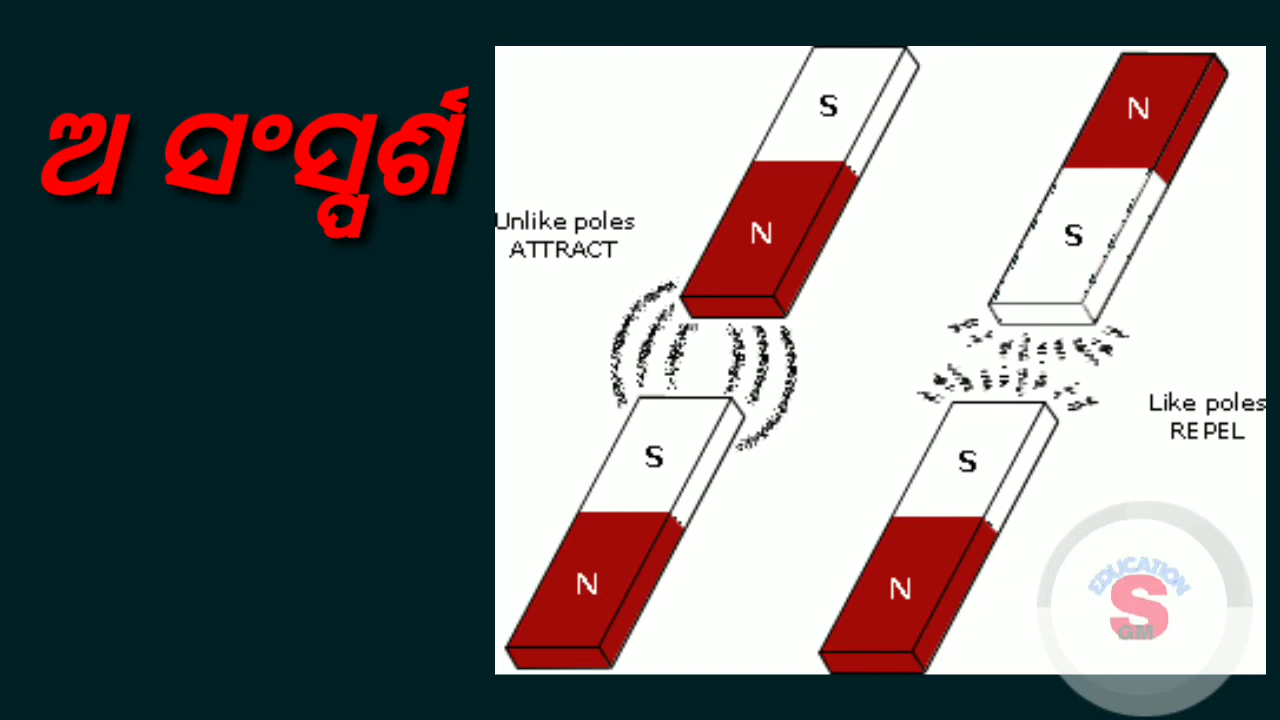 ଅ ସଂସ୍ପର୍ଶ
S
N
Unlike poles
ATTRACT
N
S
S
N
S
N
Like poles
REPEL
EDUCATION
S
GM